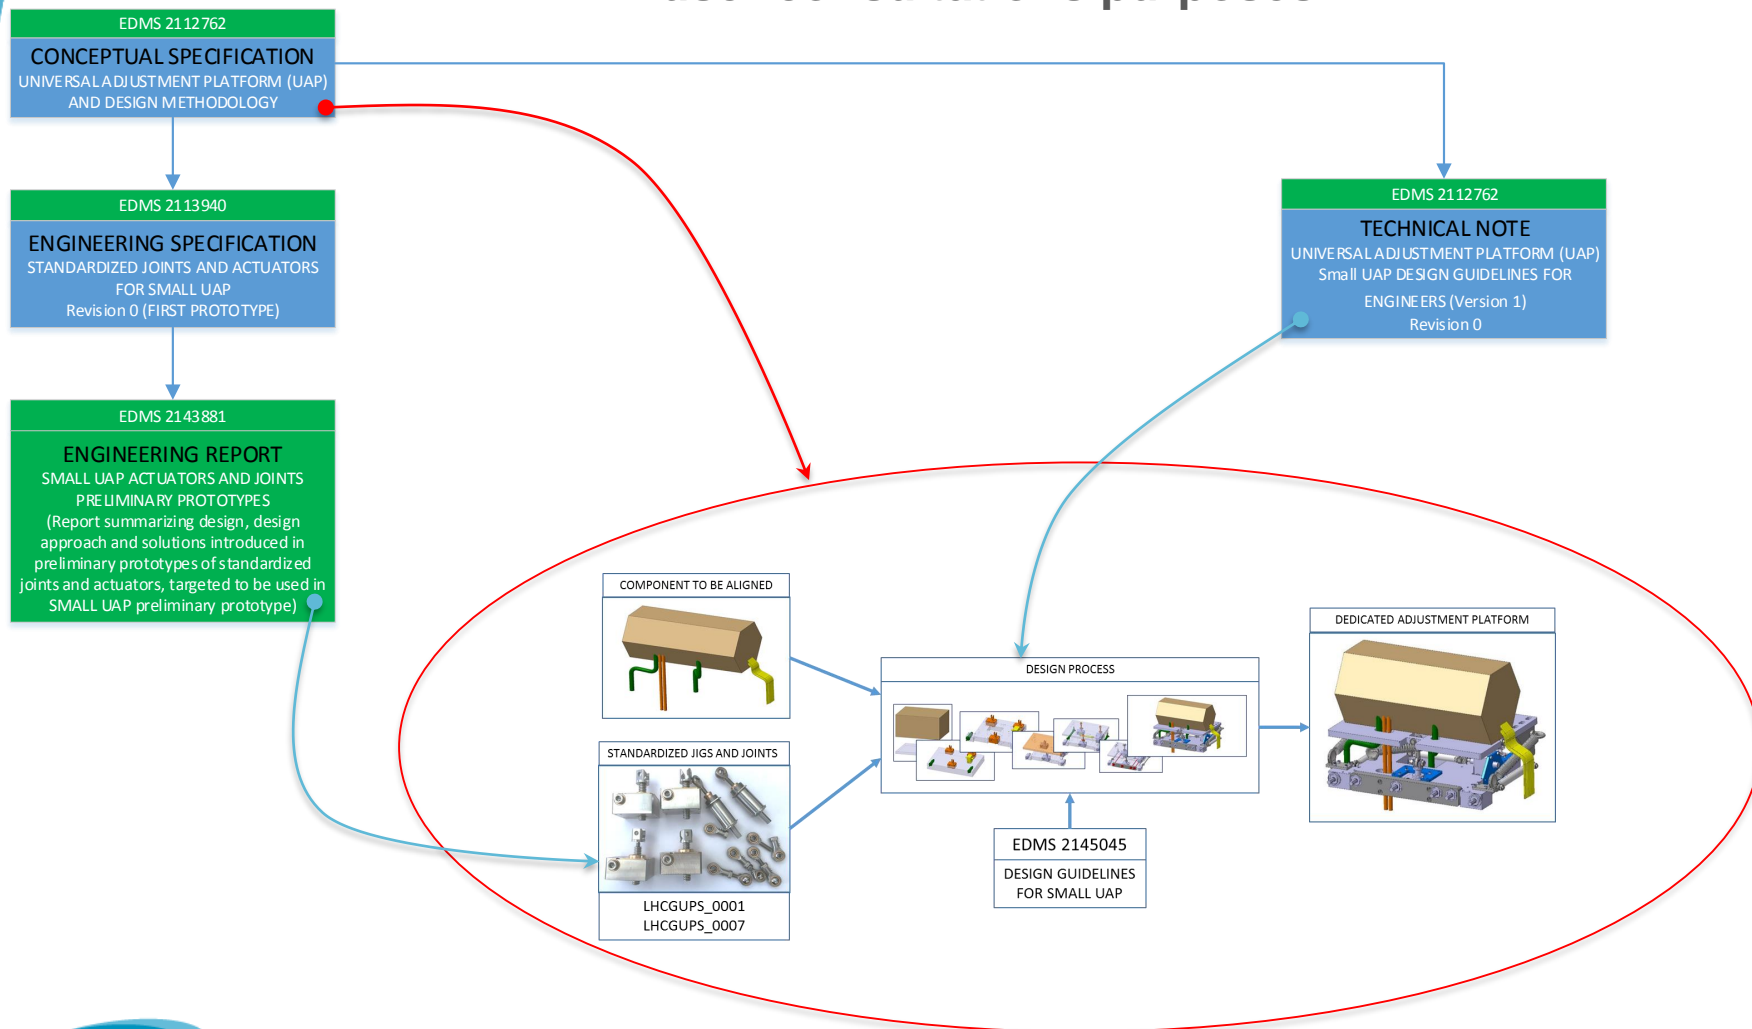 EDMS 2112762
CONCEPTUAL SPECIFICATION
UNIVERSAL ADJUSTMENT PLATFORM (UAP)
AND DESIGN METHODOLOGY
EDMS 2113940
ENGINEERING SPECIFICATION
STANDARDIZED JOINTS AND ACTUATORS
FOR SMALL UAP
Revision 0 (FIRST PROTOTYPE)
EDMS 2143881
ENGINEERING REPORT
SMALL UAP ACTUATORS AND JOINTS
PRELIMINARY PROTOTYPES
(Report summarizing design, design
approach and solutions introduced in
preliminary prototypes of standardized
joints and actuators, targeted to be used in
SMALL UAP preliminary prototype)
EDMS 2112762
TECHNICAL NOTE
UNIVERSAL ADJUSTMENT PLATFORM (UAP)
Small UAP DESIGN GUIDELINES FOR
ENGINEERS (Version 1)
Revision 0
COMPONENT TO BE ALIGNED
STANDARDIZED JIGS AND JOINTS
LHCGUPS_0001
LHCGUPS_0007
DESIGN PROCESS
EDMS 2145045
DESIGN GUIDELINES
FOR SMALL UAP
DEDICATED ADJUSTMENT PLATFORM